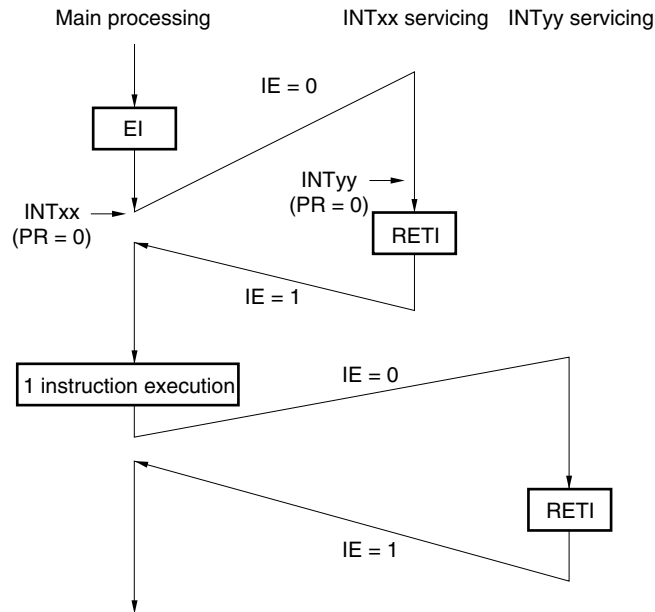 Main processing
INTxx servicing
INTyy servicing
IE = 0
EI
INTyy
(PR = 0)
INTxx
(PR = 0)
RETI
IE = 1
1 instruction execution
IE = 0
RETI
IE = 1